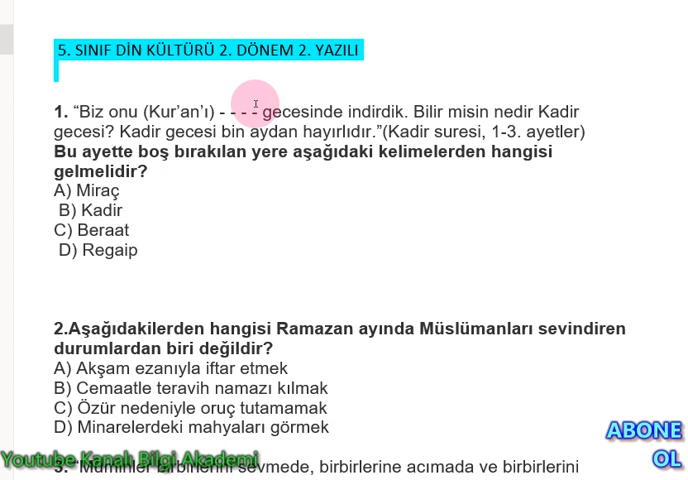 5. SINIF DİN KÜLTÜRÜ 2. DÖNEM 2. YAZILI
1. “Biz onu (Kur’an’ı) - - - - gecesinde indirdik. Bilir misin nedir Kadir
gecesi? Kadir gecesi bin aydan hayırlıdır.”(Kadir suresi, 1-3. ayetler)
Bu ayette boş bırakılan yere aşağıdaki kelimelerden hangisi
gelmelidir?
A) Miraç
B) Kadir
C) Beraat
D) Regaip
2.Aşağıdakilerden hangisi Ramazan ayında Müslümanları sevindiren
durumlardan biri değildir?
A) Akşam ezanıyla iftar etmek
B) Cemaatle teravih namazı kılmak
C) Özür nedeniyle oruç tutamamak
D) Minarelerdeki mahyaları görmek
ABONE
OL
Youtube Kanalı Bilgi Akademi
3. “Müminler birbirlerini sevmede, birbirlerine acımada ve birbirlerini